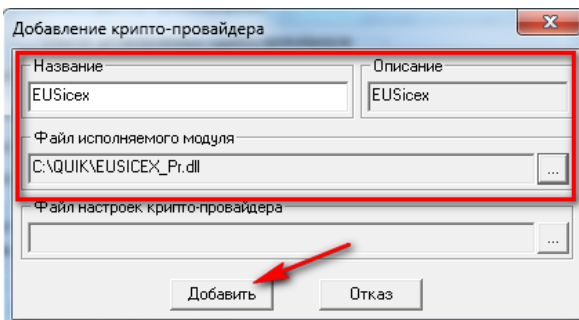 Добавление крипто-провайдера
Название
Описание
EUSicex
EUSicex
Файл исполняемого модуля
C:\QUIK\EUSICEX_Pr.dll
...
Файл настроек крипто-провайдера
...
Добавить
Отказ